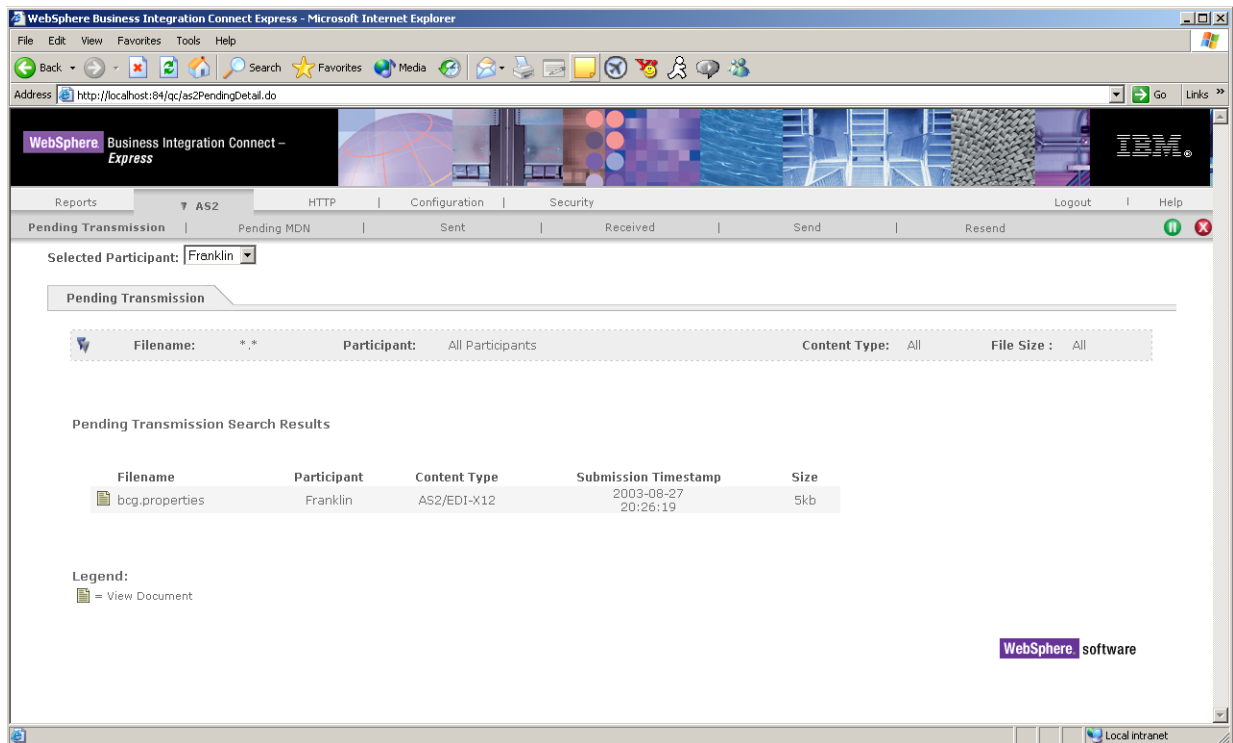 WebSphere Business Integration Connect Express - Microsoft Internet Explorer
File Edit View Favorites Tools Help
Back Search Favorites Media
Address http://localhost:84/qc/as2PendingDetail.do Go Links »
WebSphere. Business Integration Connect –
Express
IBM®
Reports AS2 HTTP | Configuration | Security Logout | Help
Pending Transmission | Pending MDN | Sent | Received | Send | Resend
Selected Participant: Franklin
Pending Transmission
Filename: *.* Participant: All Participants Content Type: All File Size : All
Pending Transmission Search Results
Filename Participant Content Type Submission Timestamp Size
bcg.properties Franklin AS2/EDI-X12 2003-08-27 20:26:19 5kb
Legend:
= View Document
WebSphere. software
Local intranet